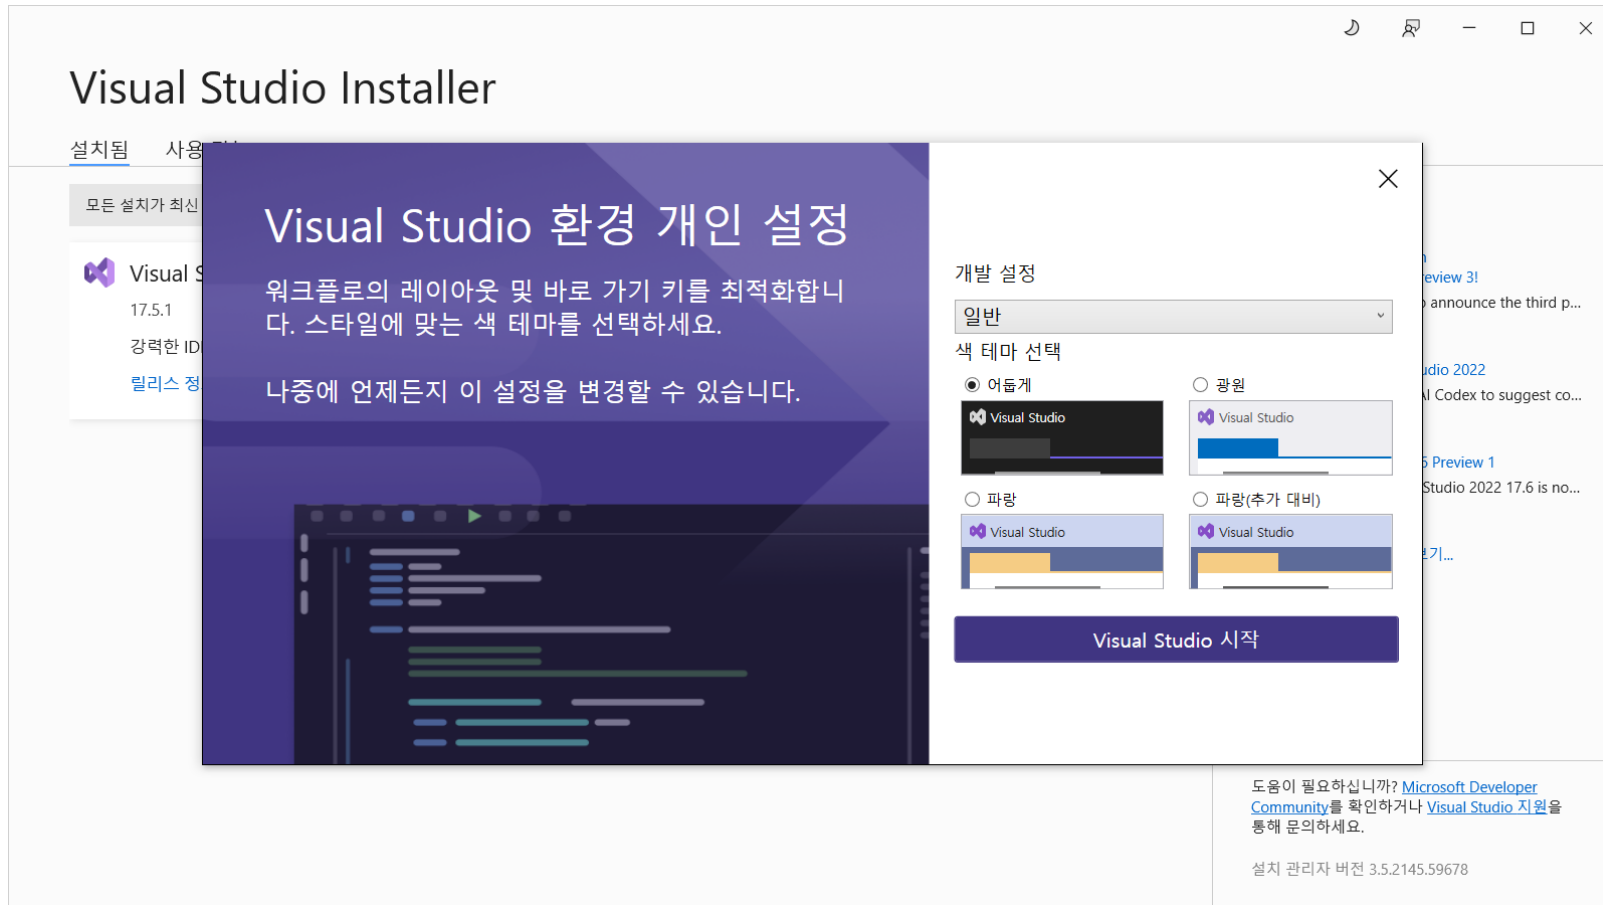 Visual Studio Installer
설치됨
사용
모든 설치가 최신
Visual
17.5.1
강력한
릴리스
Visual Studio 환경 개인 설정
워크플로의 레이아웃 및 바로 가기 키를 최적화합니
다. 스타일에 맞는 색 테마를 선택하세요.
나중에 언제든지 이 설정을 변경할 수 있습니다.
개발 설정
일반
색 테마 선택
어둡게
광원
Visual Studio
Visual Studio
파랑
파랑(추가 대비)
Visual Studio
Visual Studio
Visual Studio 시작
review 3!
announce the third p...
udio 2022
AI Codex to suggest co...
6 Preview 1
Studio 2022 17.6 is no...
보기...
도움이 필요하십니까? Microsoft Developer
Community를 확인하거나 Visual Studio 지원을
통해 문의하세요.
설치 관리자 버전 3.5.2145.59678